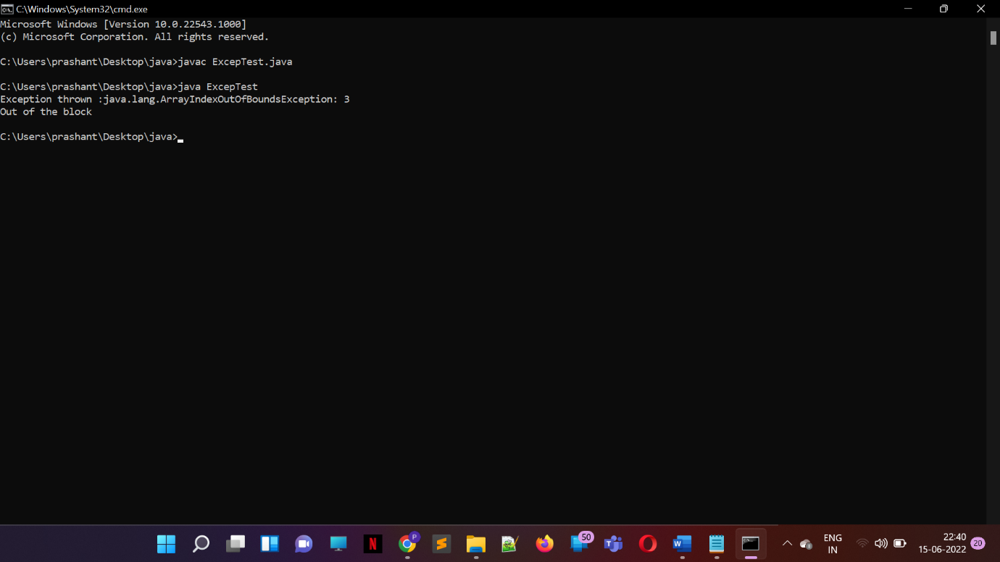 C:\Windows\System32\cmd.exe
Microsoft Windows [Version 10.0.22543.1000]
(c) Microsoft Corporation. All rights reserved.
C:\Users\prashant\Desktop\java>javac ExcepTest.java
C:\Users\prashant\Desktop\java>java ExcepTest
Exception thrown :java.lang.ArrayIndexOutOfBoundsException: 3
Out of the block
C:\Users\prashant\Desktop\java>
P
50
ENG
IN
22:40
15-06-2022
20